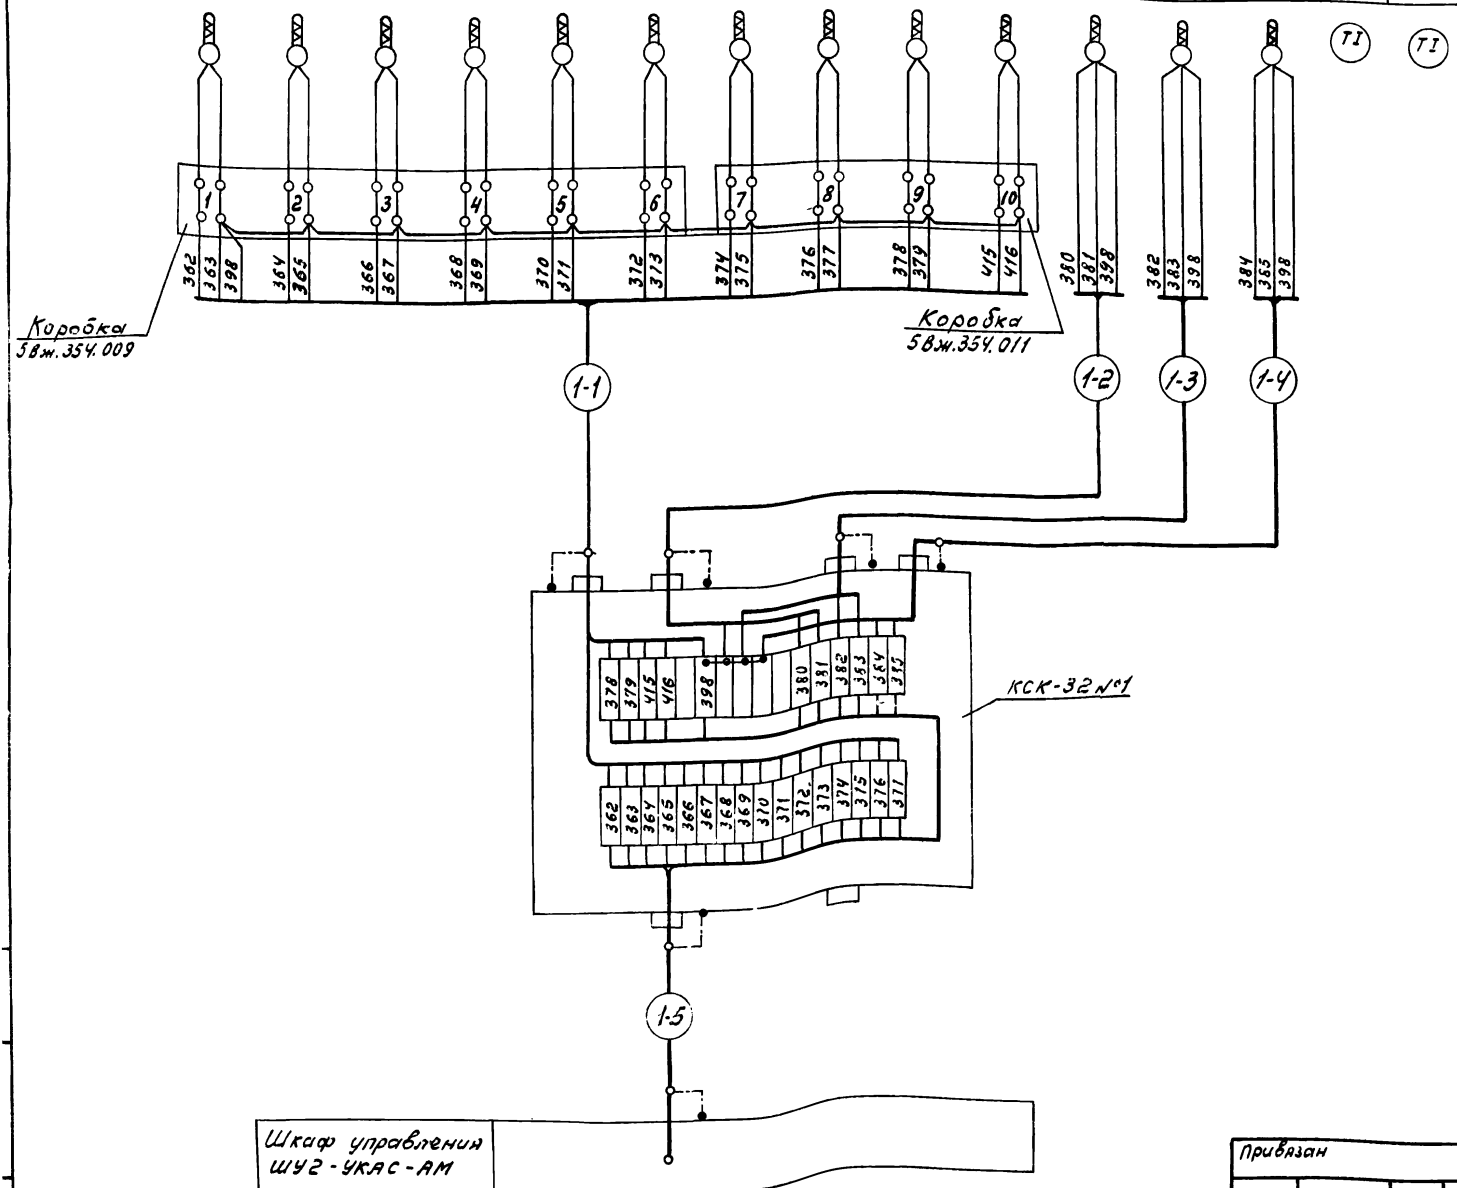 ТІ ТІ
1 2 3 4 5 6 7 8 9 10
362 363 398 364 365 366 367 368 369 370 371 372 373 374 375 376 377 378 379 415 416 380 381 398 382 383 398 384 385 398
Коробка
5вж.354.009
Коробка
5вж.354.011
1-1 1-2 1-3 1-4
378 379 415 416 398 380 381 382 383 384 385
КСК-32 №1
362 363 364 365 366 367 368 369 370 371 372 373 374 375 376 377
1-5
Шкаф управления
ШУ2-УКАС-АМ
Привязан